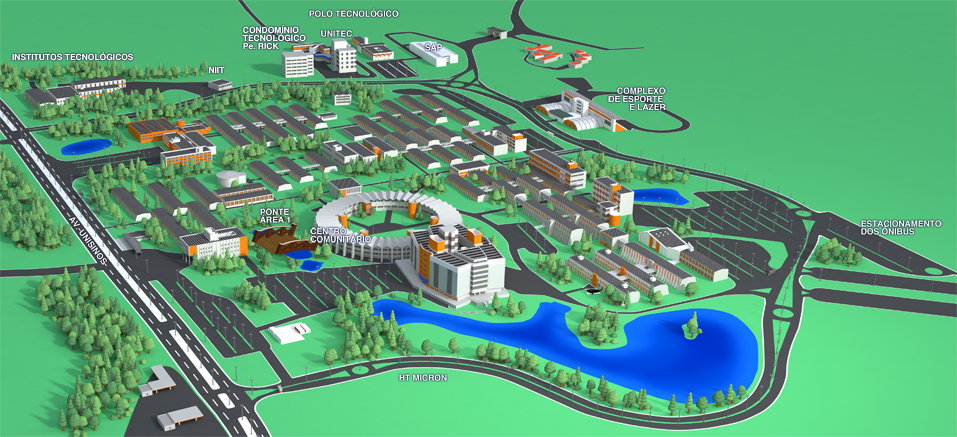 POLO TECNOLÓGICO
CONDOMÍNIO
TECNOLÓGICO
Pe. RICK
UNITEC
SAP
INSTITUTOS TECNOLÓGICOS
NIIT
COMPLEXO
DE ESPORTE
E LAZER
PONTE
ÁREA 1
CENTRO
COMUNITÁRIO
ESTACIONAMENTO
DOS ÔNIBUS
AV. UNISINOS
HT MICRON